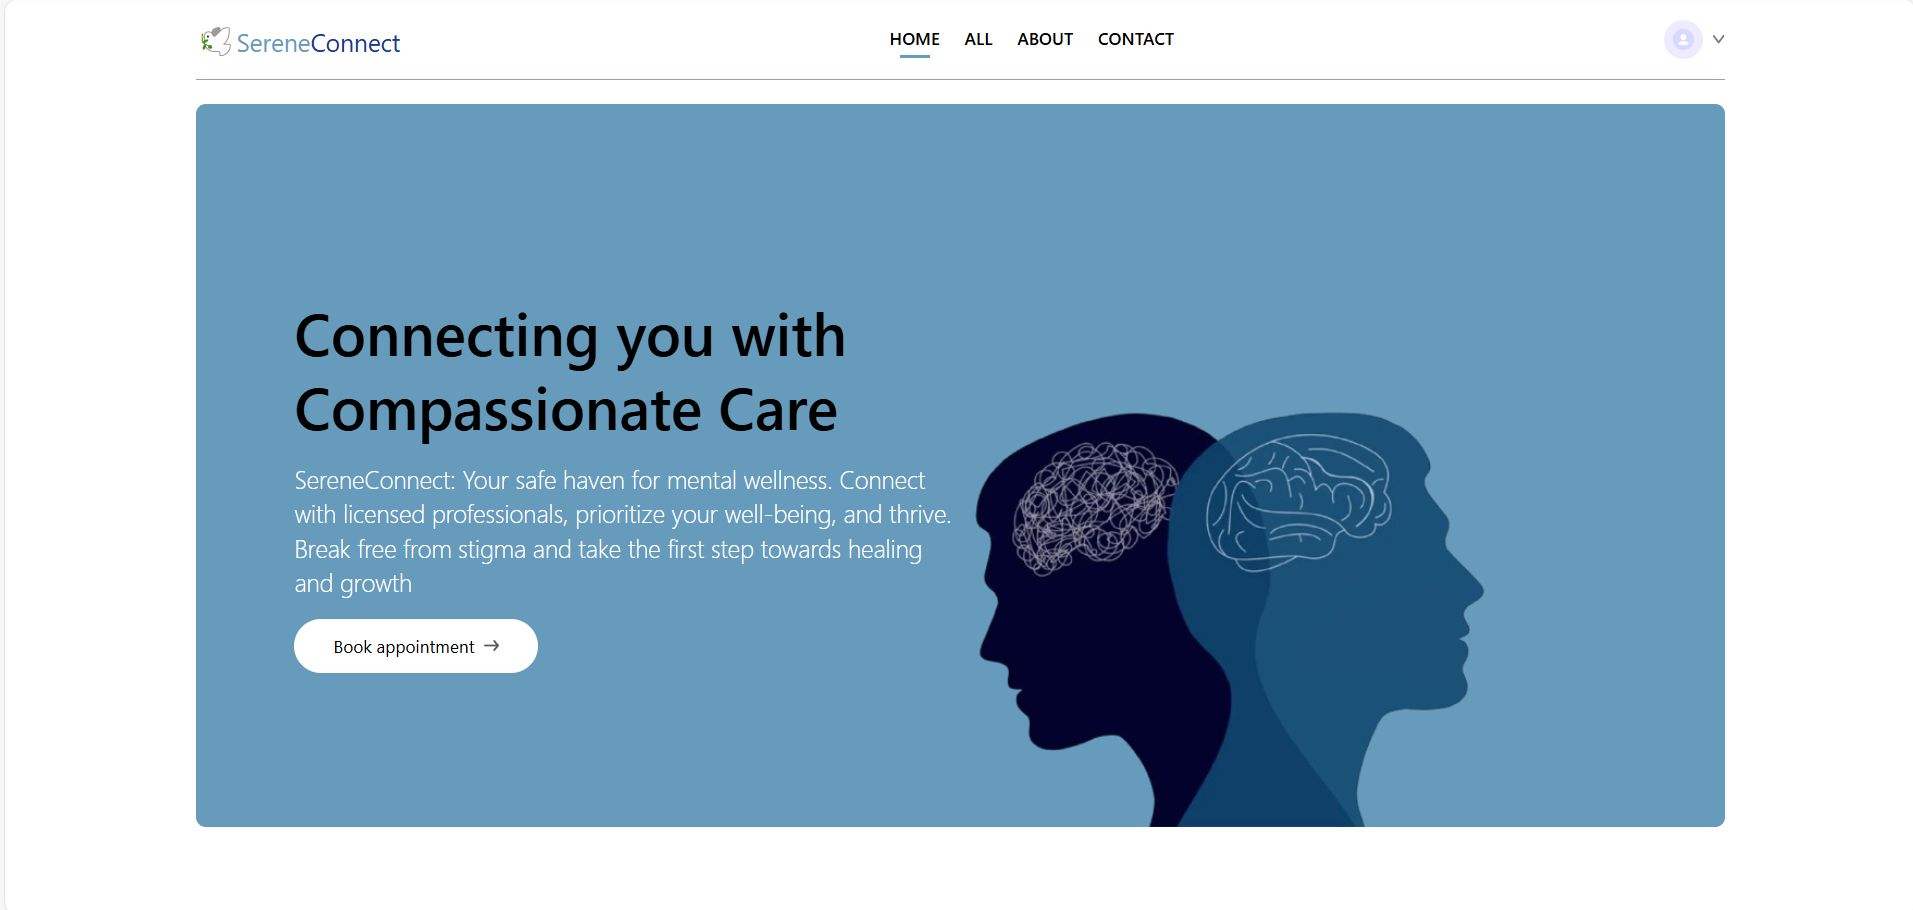 SereneConnect
HOME ALL ABOUT CONTACT
Connecting you with
Compassionate Care
SereneConnect: Your safe haven for mental wellness. Connect
with licensed professionals, prioritize your well-being, and thrive.
Break free from stigma and take the first step towards healing
and growth
Book appointment →